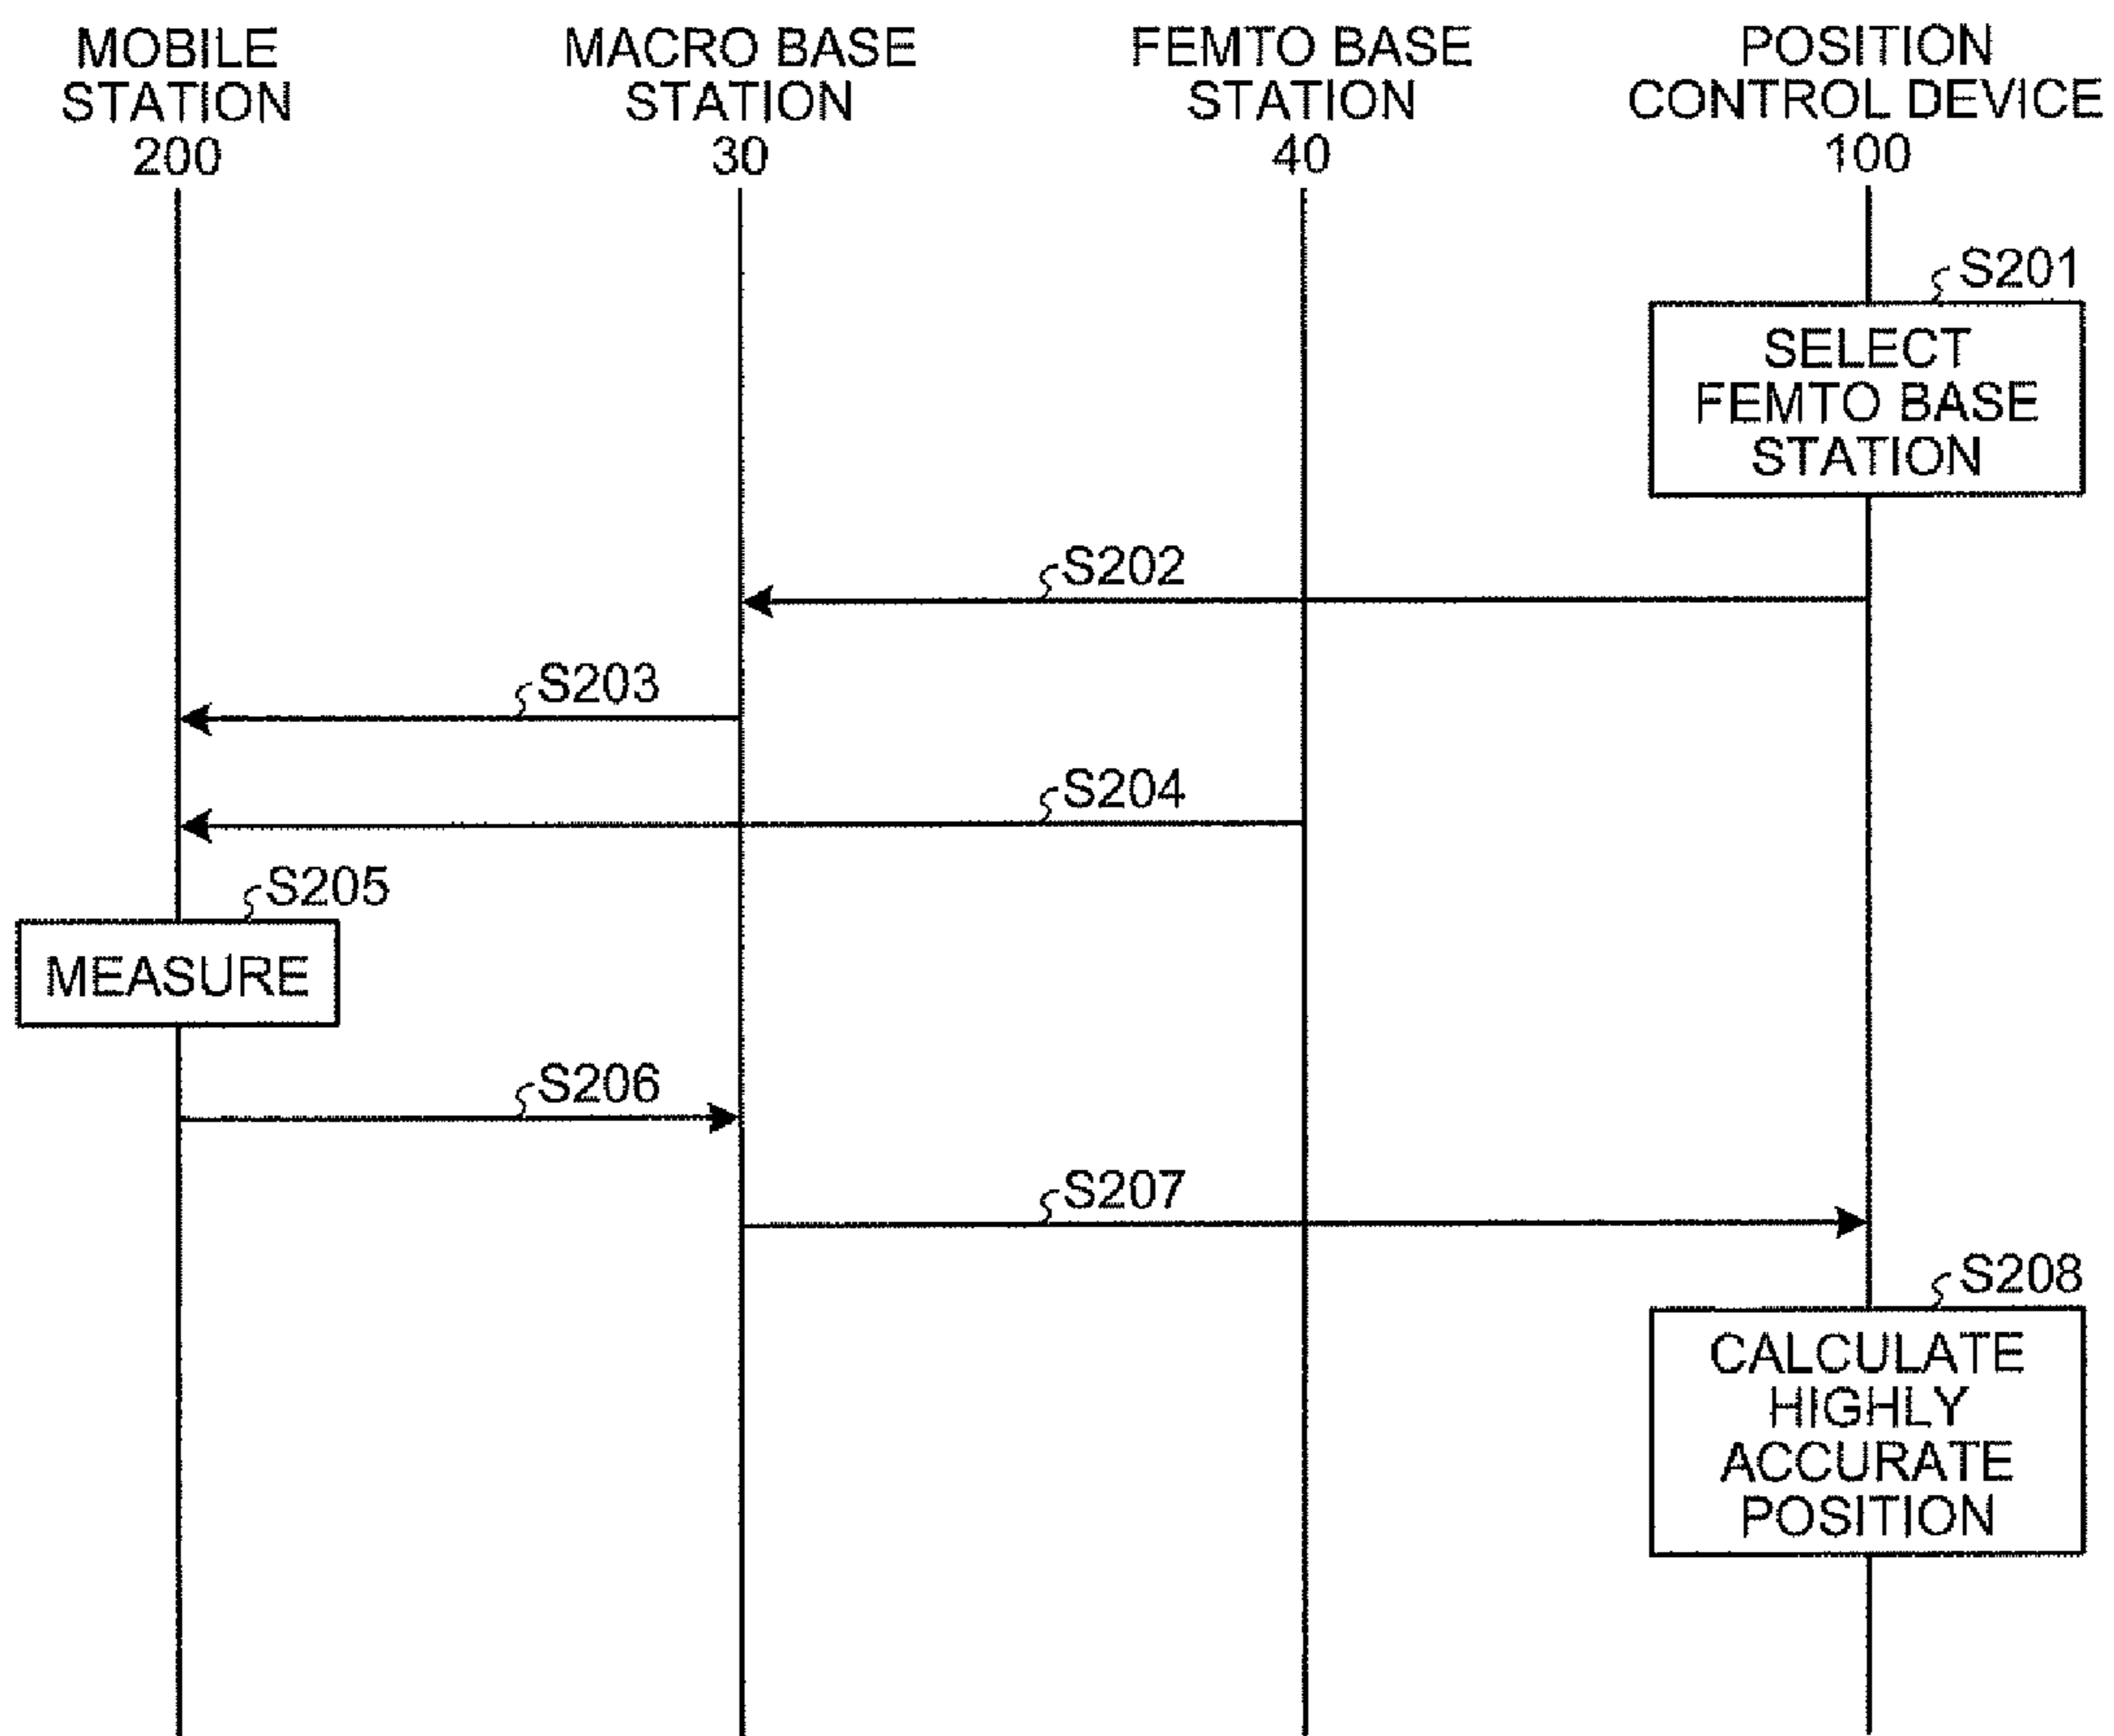 MOBILE
STATION
200
MACRO BASE
STATION
30
FEMTO BASE
STATION
40
POSITION
CONTROL DEVICE
100
S201
SELECT
FEMTO BASE
STATION
S202
S203
S204
S205
MEASURE
S206
S207
S208
CALCULATE
HIGHLY
ACCURATE
POSITION